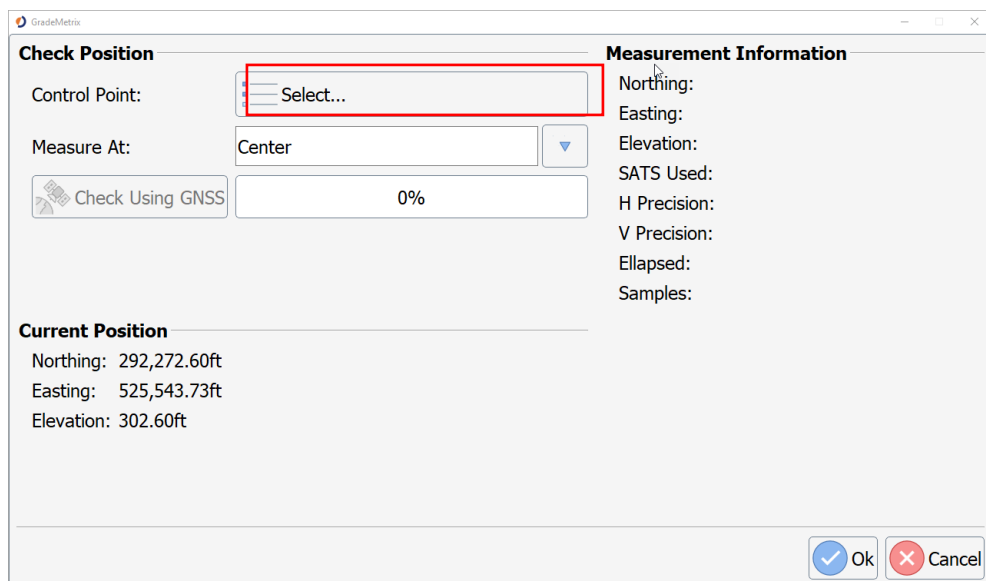 GradeMetrix
Check Position
Control Point: Select...
Measure At: Center
Check Using GNSS 0%
Current Position
Northing: 292,272.60ft
Easting: 525,543.73ft
Elevation: 302.60ft
Measurement Information
Northing:
Easting:
Elevation:
SATS Used:
H Precision:
V Precision:
Ellapsed:
Samples:
Ok Cancel